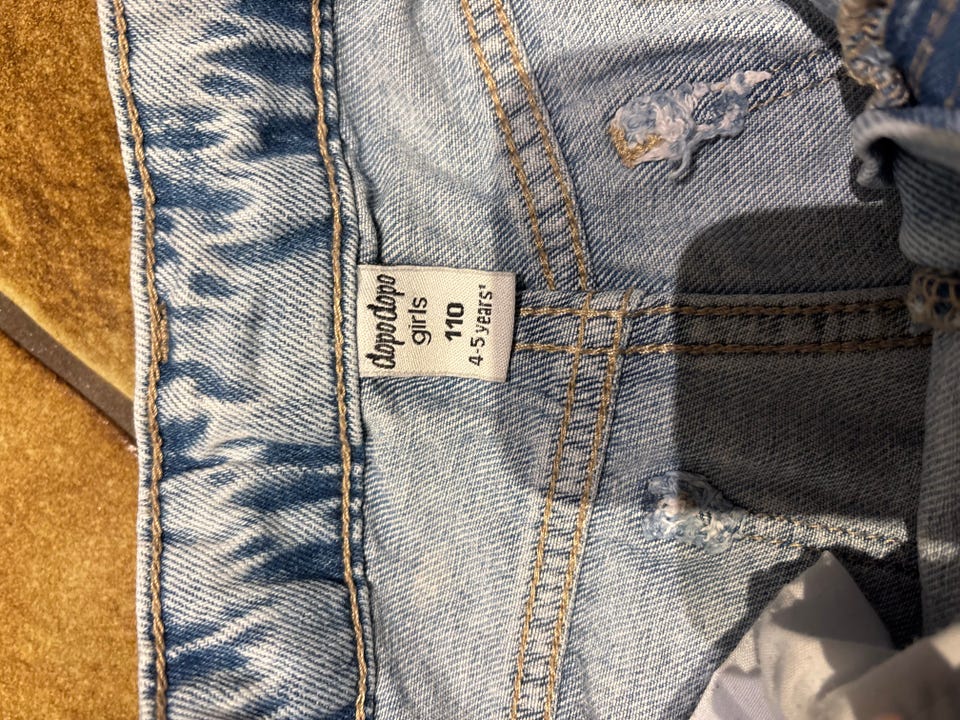 dopodopo
girls
110
4-5 years'